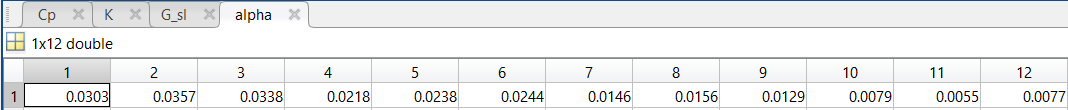 Cp K G_sl alpha
1x12 double
1 2 3 4 5 6 7 8 9 10 11 12
1 0.0303 0.0357 0.0338 0.0218 0.0238 0.0244 0.0146 0.0156 0.0129 0.0079 0.0055 0.0077